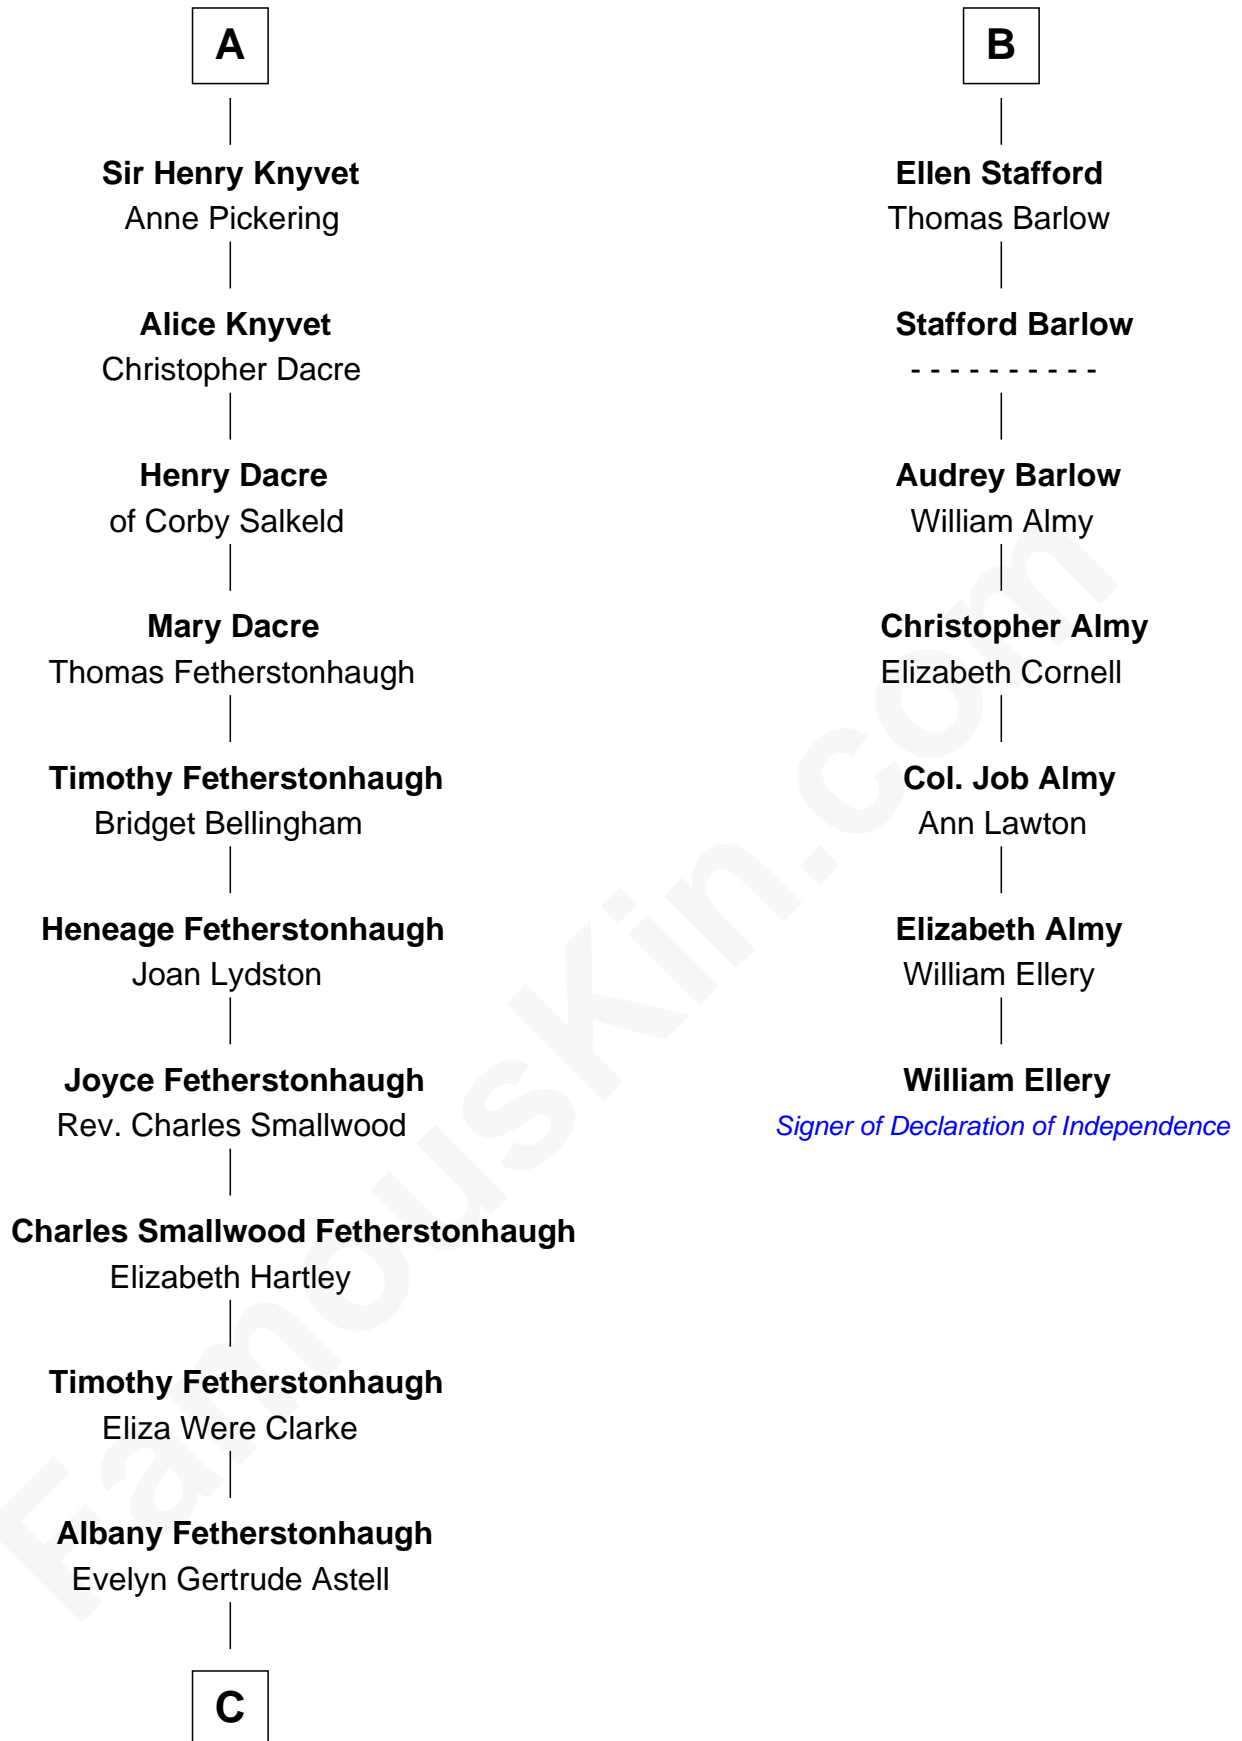 A
Sir Henry Knyvet
Anne Pickering
Alice Knyvet
Christopher Dacre
Henry Dacre
of Corby Salkeld
Mary Dacre
Thomas Fetherstonhaugh
Timothy Fetherstonhaugh
Bridget Bellingham
Heneage Fetherstonhaugh
Joan Lydston
Joyce Fetherstonhaugh
Rev. Charles Smallwood
Charles Smallwood Fetherstonhaugh
Elizabeth Hartley
Timothy Fetherstonhaugh
Eliza Were Clarke
Albany Fetherstonhaugh
Evelyn Gertrude Astell
C
B
Ellen Stafford
Thomas Barlow
Stafford Barlow
- - - - - - - - - -
Audrey Barlow
William Almy
Christopher Almy
Elizabeth Cornell
Col. Job Almy
Ann Lawton
Elizabeth Almy
William Ellery
William Ellery
Signer of Declaration of Independence
FamousKin.com